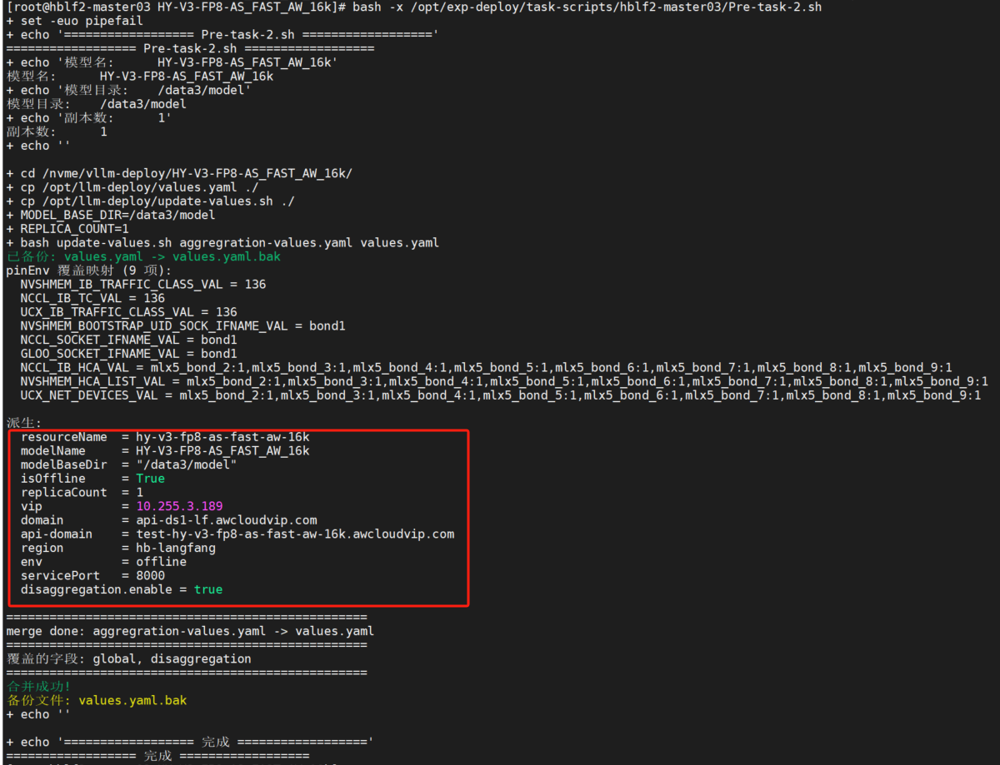 [root@hblf2-master03 HY-V3-FP8-AS_FAST_AW_16k]# bash -x /opt/exp-deploy/task-scripts/hblf2-master03/Pre-task-2.sh
+ set -euo pipefail
+ echo '================== Pre-task-2.sh =================='
================== Pre-task-2.sh ==================
+ echo '模型名:      HY-V3-FP8-AS_FAST_AW_16k'
模型名:      HY-V3-FP8-AS_FAST_AW_16k
+ echo '模型目录:    /data3/model'
模型目录:    /data3/model
+ echo '副本数:      1'
副本数:      1
+ echo ''
+ cd /nvme/vllm-deploy/HY-V3-FP8-AS_FAST_AW_16k/
+ cp /opt/llm-deploy/values.yaml ./
+ cp /opt/llm-deploy/update-values.sh ./
+ MODEL_BASE_DIR=/data3/model
+ REPLICA_COUNT=1
+ bash update-values.sh aggregration-values.yaml values.yaml
已备份: values.yaml -> values.yaml.bak
pinEnv 覆盖映射 (9 项):
  NVSHMEM_IB_TRAFFIC_CLASS_VAL = 136
  NCCL_IB_TC_VAL = 136
  UCX_IB_TRAFFIC_CLASS_VAL = 136
  NVSHMEM_BOOTSTRAP_UID_SOCK_IFNAME_VAL = bond1
  NCCL_SOCKET_IFNAME_VAL = bond1
  GLOO_SOCKET_IFNAME_VAL = bond1
  NCCL_IB_HCA_VAL = mlx5_bond_2:1,mlx5_bond_3:1,mlx5_bond_4:1,mlx5_bond_5:1,mlx5_bond_6:1,mlx5_bond_7:1,mlx5_bond_8:1,mlx5_bond_9:1
  NVSHMEM_HCA_LIST_VAL = mlx5_bond_2:1,mlx5_bond_3:1,mlx5_bond_4:1,mlx5_bond_5:1,mlx5_bond_6:1,mlx5_bond_7:1,mlx5_bond_8:1,mlx5_bond_9:1
  UCX_NET_DEVICES_VAL = mlx5_bond_2:1,mlx5_bond_3:1,mlx5_bond_4:1,mlx5_bond_5:1,mlx5_bond_6:1,mlx5_bond_7:1,mlx5_bond_8:1,mlx5_bond_9:1
派生:
  resourceName  = hy-v3-fp8-as-fast-aw-16k
  modelName     = HY-V3-FP8-AS_FAST_AW_16k
  modelBaseDir  = "/data3/model"
  isOffline     = True
  replicaCount  = 1
  vip           = 10.255.3.189
  domain        = api-ds1-lf.awcloudvip.com
  api-domain    = test-hy-v3-fp8-as-fast-aw-16k.awcloudvip.com
  region        = hb-langfang
  env           = offline
  servicePort   = 8000
  disaggregation.enable = true
==================================================
merge done: aggregration-values.yaml -> values.yaml
==================================================
覆盖的字段: global, disaggregation
==================================================
合并成功!
备份文件: values.yaml.bak
+ echo ''
+ echo '================== 完成 =================='
================== 完成 ==================